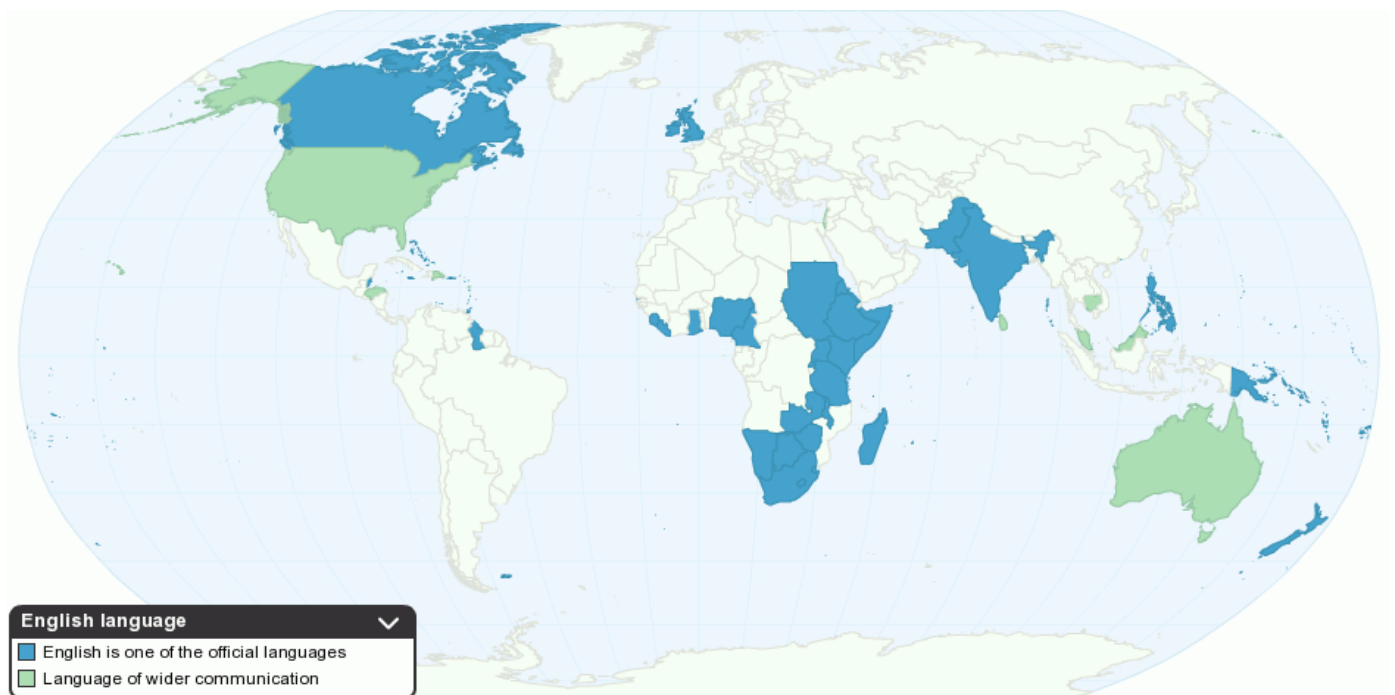 English language
English is one of the official languages
Language of wider communication